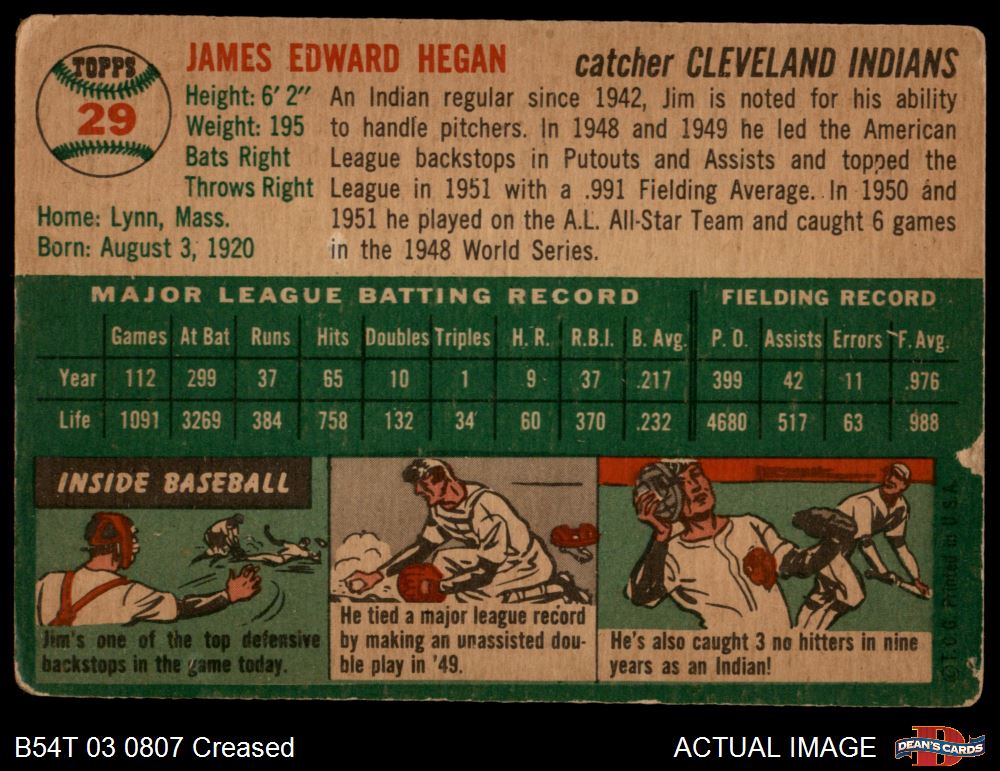 TOPPS
29
JAMES EDWARD HEGAN
catcher CLEVELAND INDIANS
Height: 6' 2"
Weight: 195
Bats Right
Throws Right
Home: Lynn, Mass.
Born: August 3, 1920
An Indian regular since 1942, Jim is noted for his ability
to handle pitchers. In 1948 and 1949 he led the American
League backstops in Putouts and Assists and topped the
League in 1951 with a .991 Fielding Average. In 1950 and
1951 he played on the A.L. All-Star Team and caught 6 games
in the 1948 World Series.
MAJOR LEAGUE BATTING RECORD FIELDING RECORD
Games At Bat Runs Hits Doubles Triples H. R. R.B.I. B. Avg. P. O. Assists Errors F. Avg.
Year 112 299 37 65 10 1 9 37 .217 399 42 11 .976
Life 1091 3269 384 758 132 34 60 370 .232 4680 517 63 .988
INSIDE BASEBALL
Jim's one of the top defensive
backstops in the game today.
He tied a major league record
by making an unassisted dou-
ble play in '49.
He's also caught 3 no hitters in nine
years as an Indian!
© T.C.G. Printed in U.S.A.
B54T 03 0807 Creased
ACTUAL IMAGE
D
DEAN'S CARDS